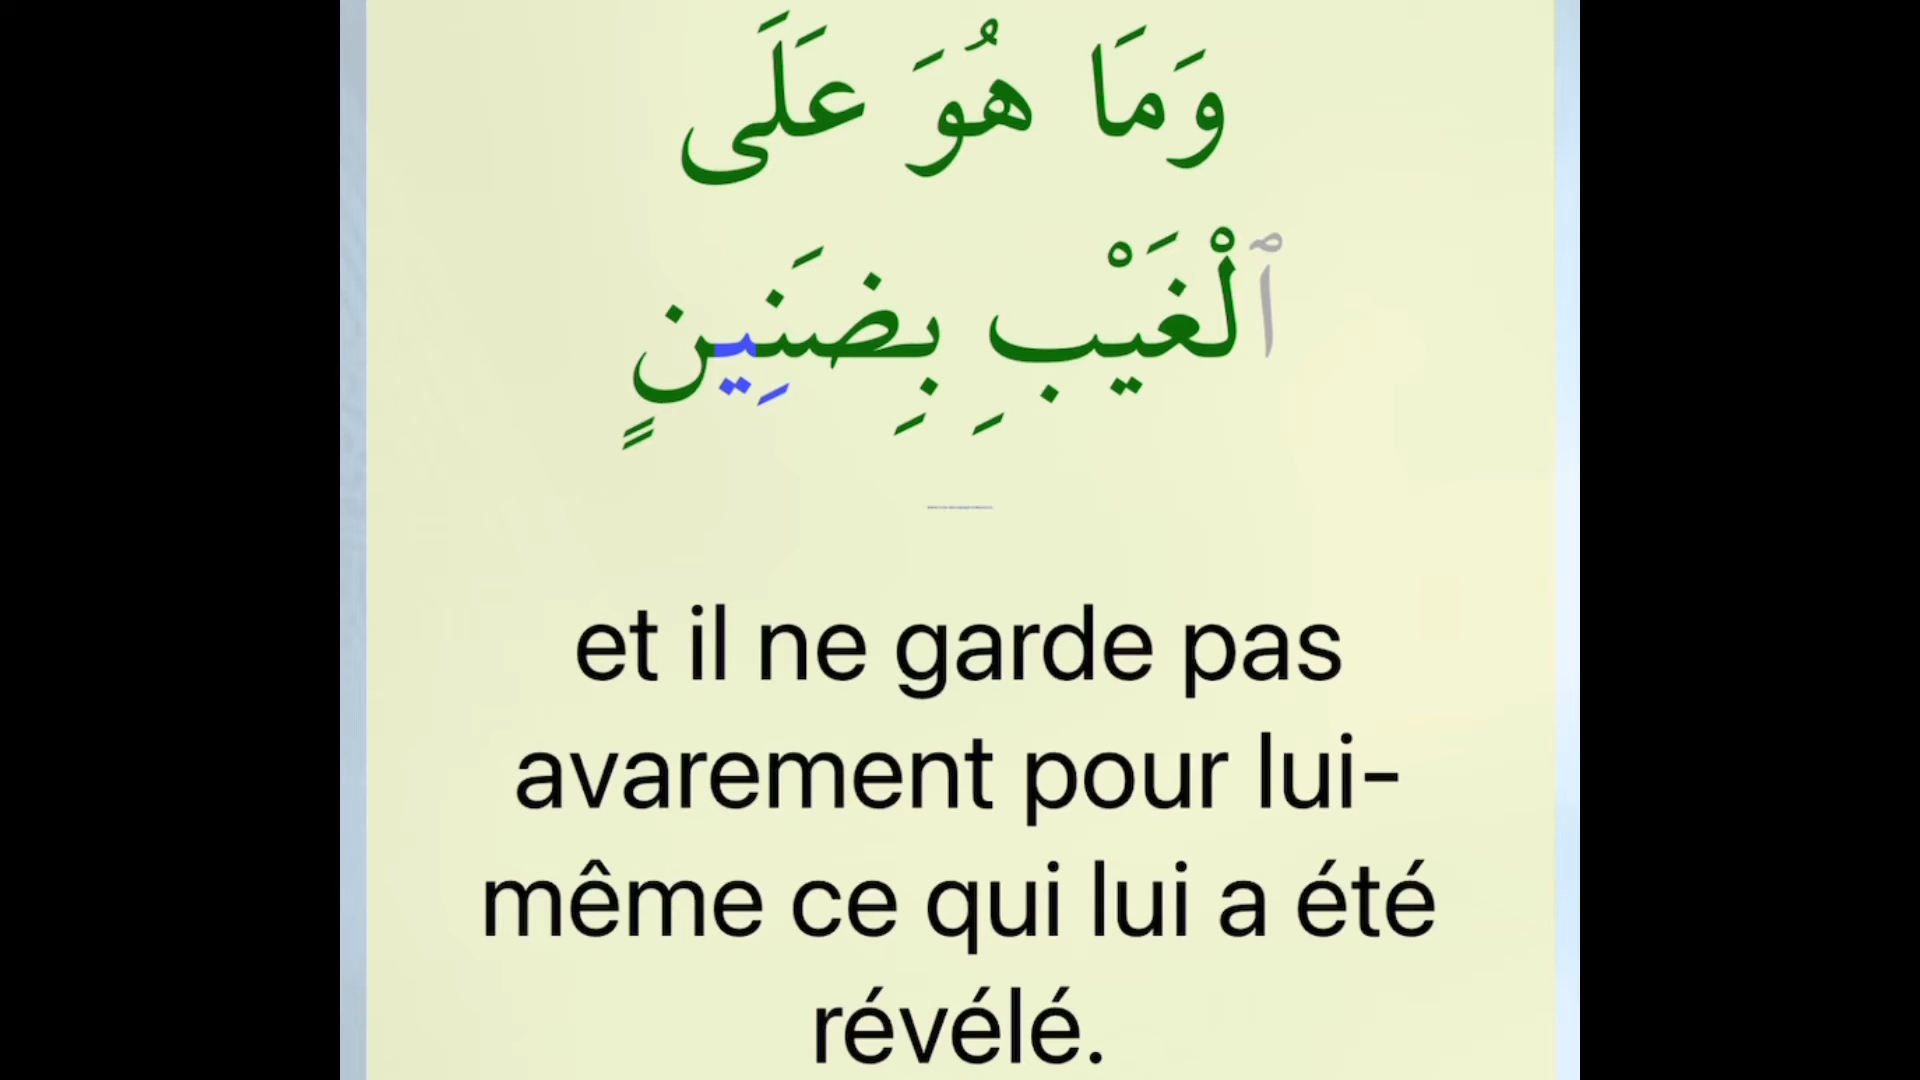 وَمَا هُوَ عَلَى
ٱلْغَيْبِ بِضَنِينٍ
et il ne garde pas
avarement pour lui-
même ce qui lui a été
révélé.